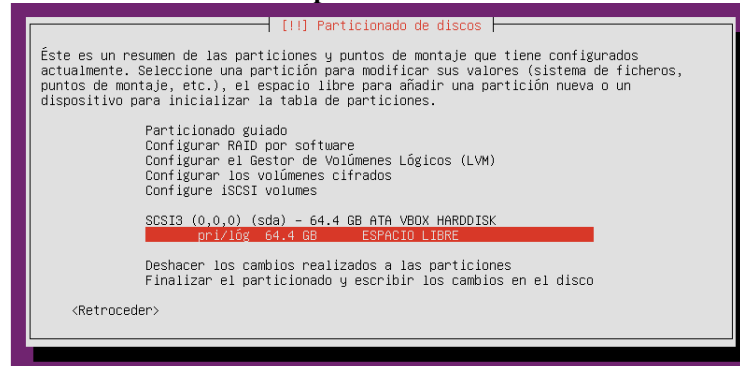 [!!] Particionado de discos
Éste es un resumen de las particiones y puntos de montaje que tiene configurados
actualmente. Seleccione una partición para modificar sus valores (sistema de ficheros,
puntos de montaje, etc.), el espacio libre para añadir una partición nueva o un
dispositivo para inicializar la tabla de particiones.
Particionado guiado
Configurar RAID por software
Configurar el Gestor de Volúmenes Lógicos (LVM)
Configurar los volúmenes cifrados
Configure iSCSI volumes
SCSI3 (0,0,0) (sda) – 64.4 GB ATA VBOX HARDDISK
pri/lóg 64.4 GB ESPACIO LIBRE
Deshacer los cambios realizados a las particiones
Finalizar el particionado y escribir los cambios en el disco
<Retroceder>